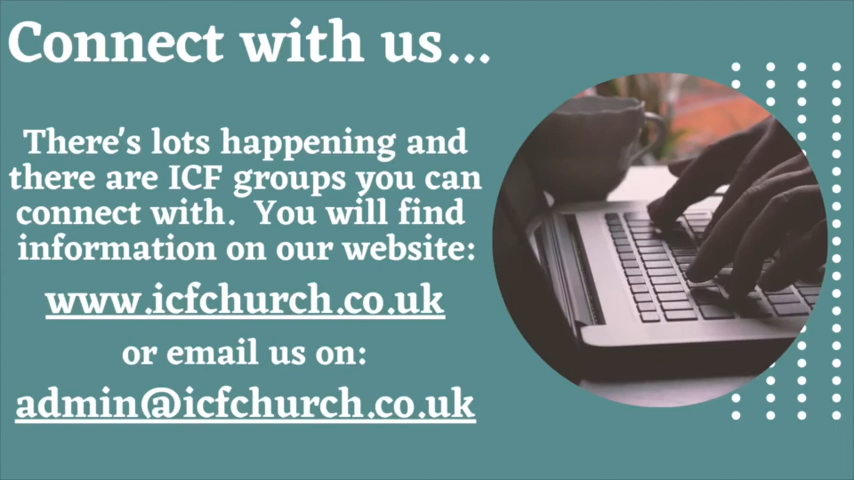 Connect with us...
There's lots happening and
there are ICF groups you can
connect with.  You will find
information on our website:
www.icfchurch.co.uk
or email us on:
admin@icfchurch.co.uk